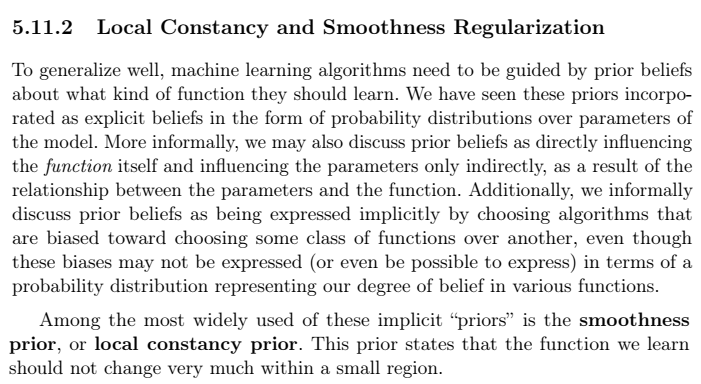 5.11.2 Local Constancy and Smoothness Regularization
To generalize well, machine learning algorithms need to be guided by prior beliefs
about what kind of function they should learn. We have seen these priors incorpo-
rated as explicit beliefs in the form of probability distributions over parameters of
the model. More informally, we may also discuss prior beliefs as directly influencing
the function itself and influencing the parameters only indirectly, as a result of the
relationship between the parameters and the function. Additionally, we informally
discuss prior beliefs as being expressed implicitly by choosing algorithms that
are biased toward choosing some class of functions over another, even though
these biases may not be expressed (or even be possible to express) in terms of a
probability distribution representing our degree of belief in various functions.
Among the most widely used of these implicit “priors” is the smoothness
prior, or local constancy prior. This prior states that the function we learn
should not change very much within a small region.